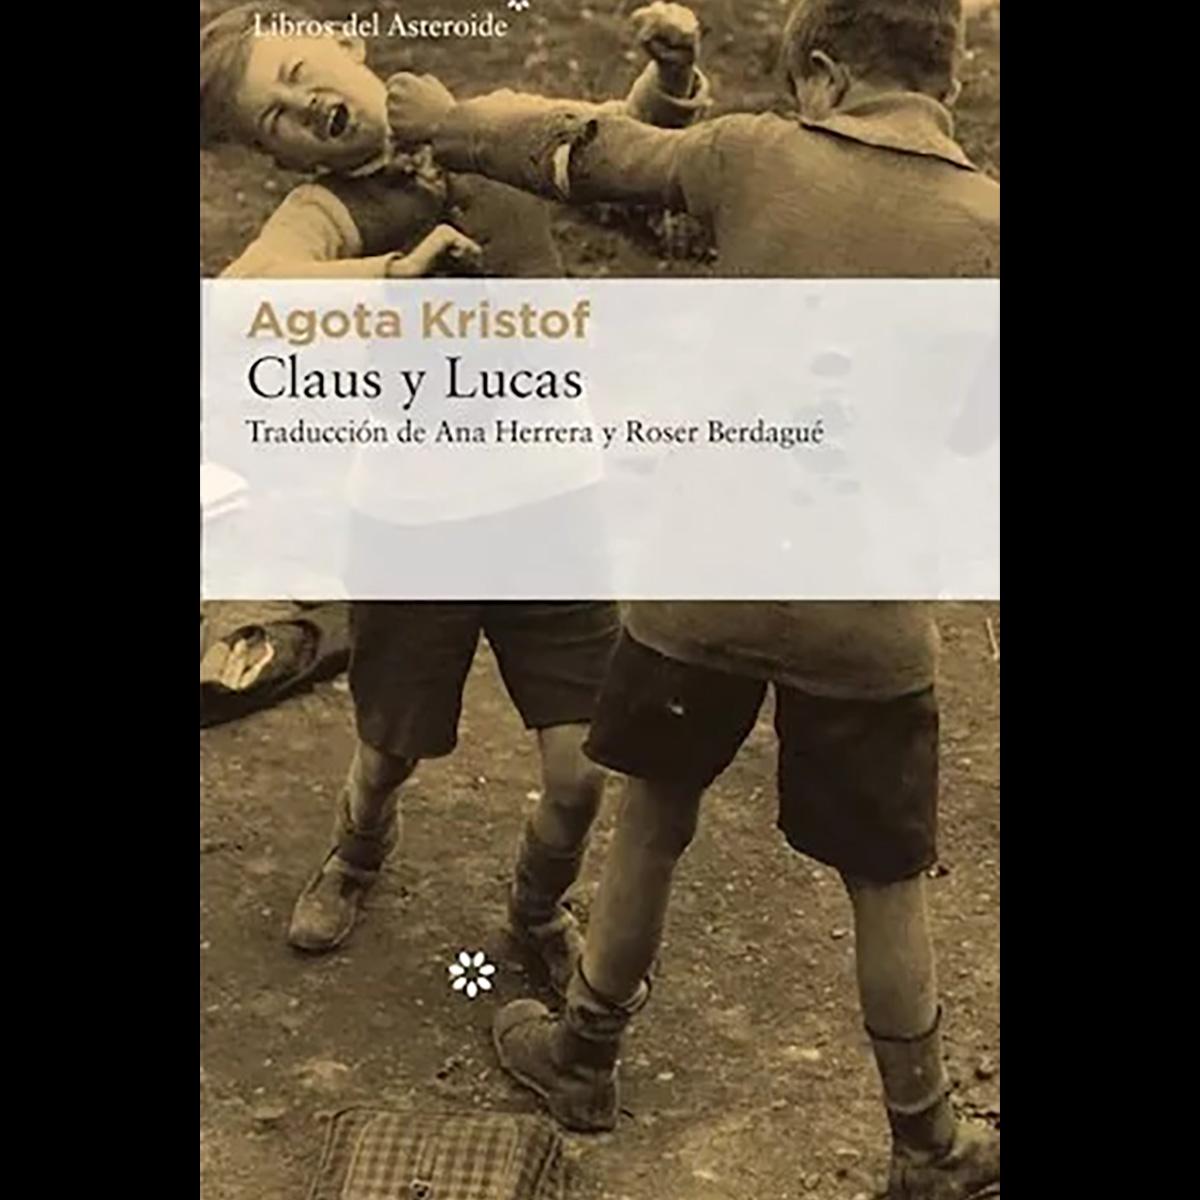 Libros del Asteroide
Agota Kristof
Claus y Lucas
Traducción de Ana Herrera y Roser Berdagué